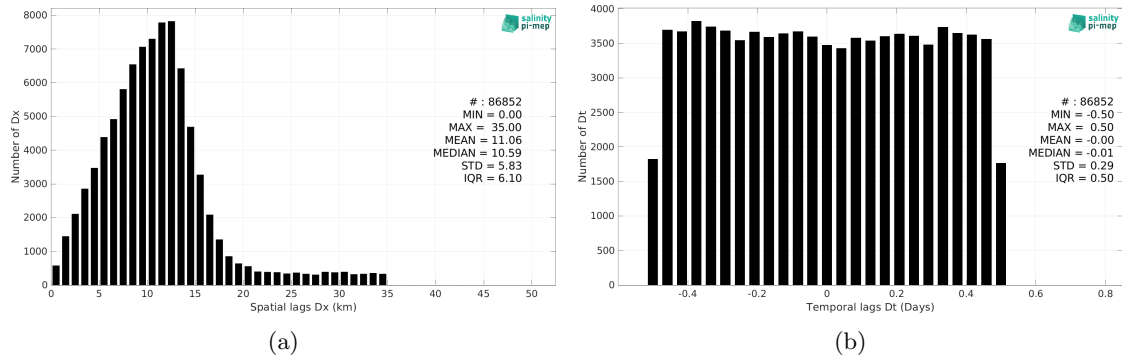 8000
7000
6000
5000
4000
3000
2000
1000
0
Number of Dx
0 5 10 15 20 25 30 35 40 45 50
Spatial lags Dx (km)
salinity
pi-mep
# : 86852
MIN = 0.00
MAX = 35.00
MEAN = 11.06
MEDIAN = 10.59
STD = 5.83
IQR = 6.10
(a)
4000
3500
3000
2500
2000
1500
1000
500
0
Number of Dt
-0.4 -0.2 0 0.2 0.4 0.6 0.8
Temporal lags Dt (Days)
salinity
pi-mep
# : 86852
MIN = -0.50
MAX = 0.50
MEAN = -0.00
MEDIAN = -0.01
STD = 0.29
IQR = 0.50
(b)